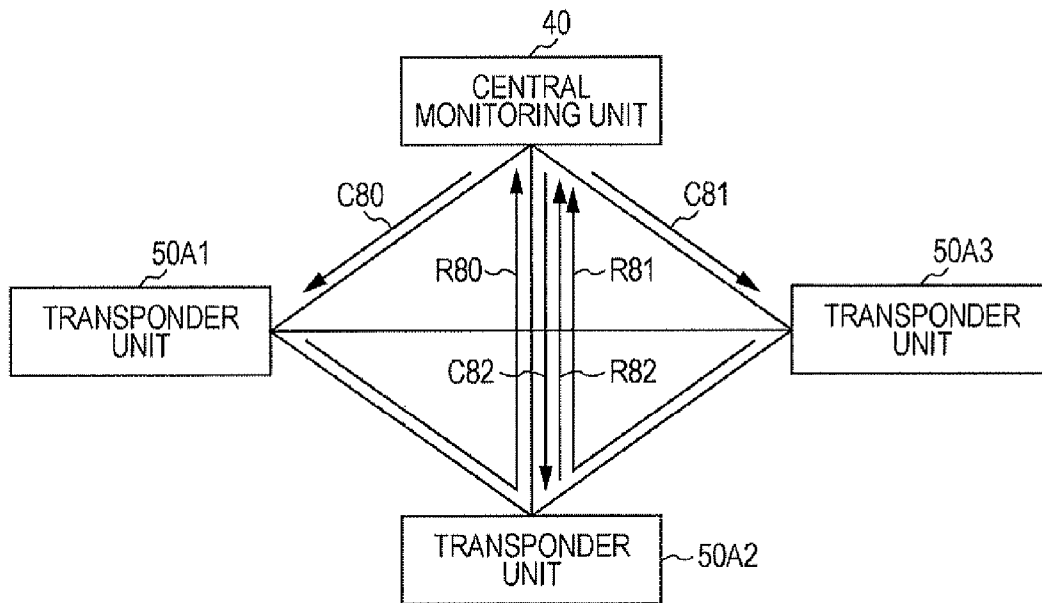 40
CENTRAL
MONITORING UNIT
C80
C81
50A1
R80
R81
50A3
TRANSPONDER
UNIT
TRANSPONDER
UNIT
C82
R82
TRANSPONDER
UNIT
50A2